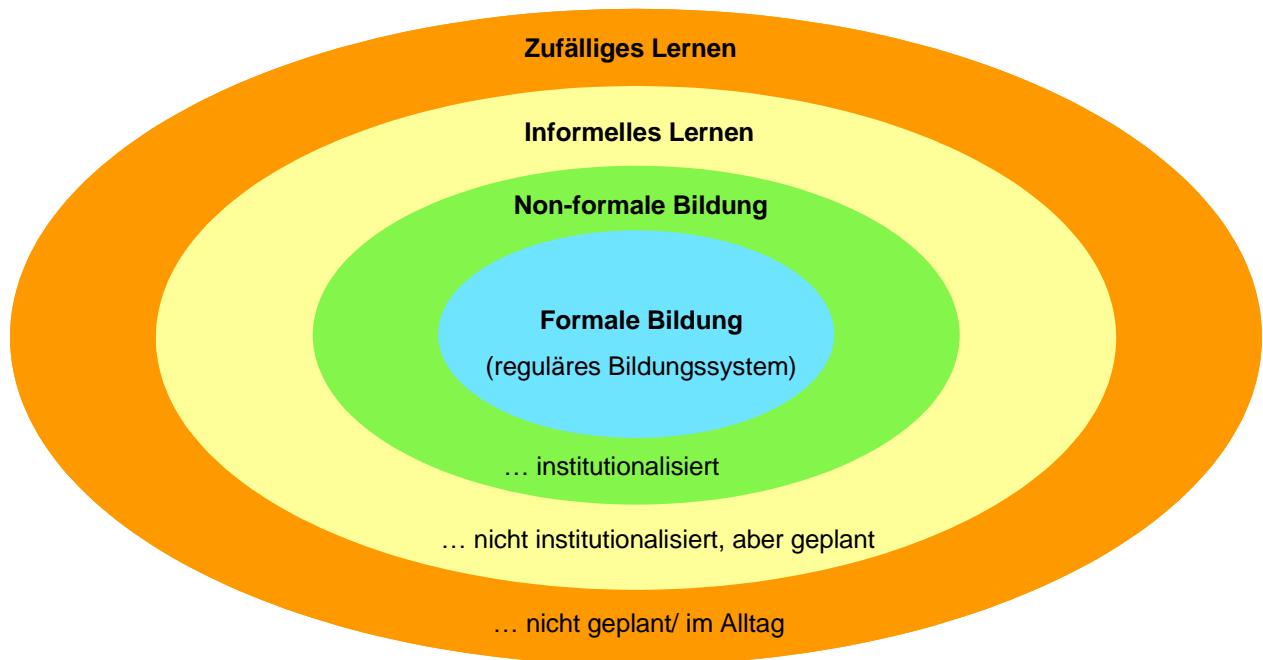 Zufälliges Lernen
Informelles Lernen
Non-formale Bildung
Formale Bildung
(reguläres Bildungssystem)
… institutionalisiert
… nicht institutionalisiert, aber geplant
… nicht geplant/ im Alltag